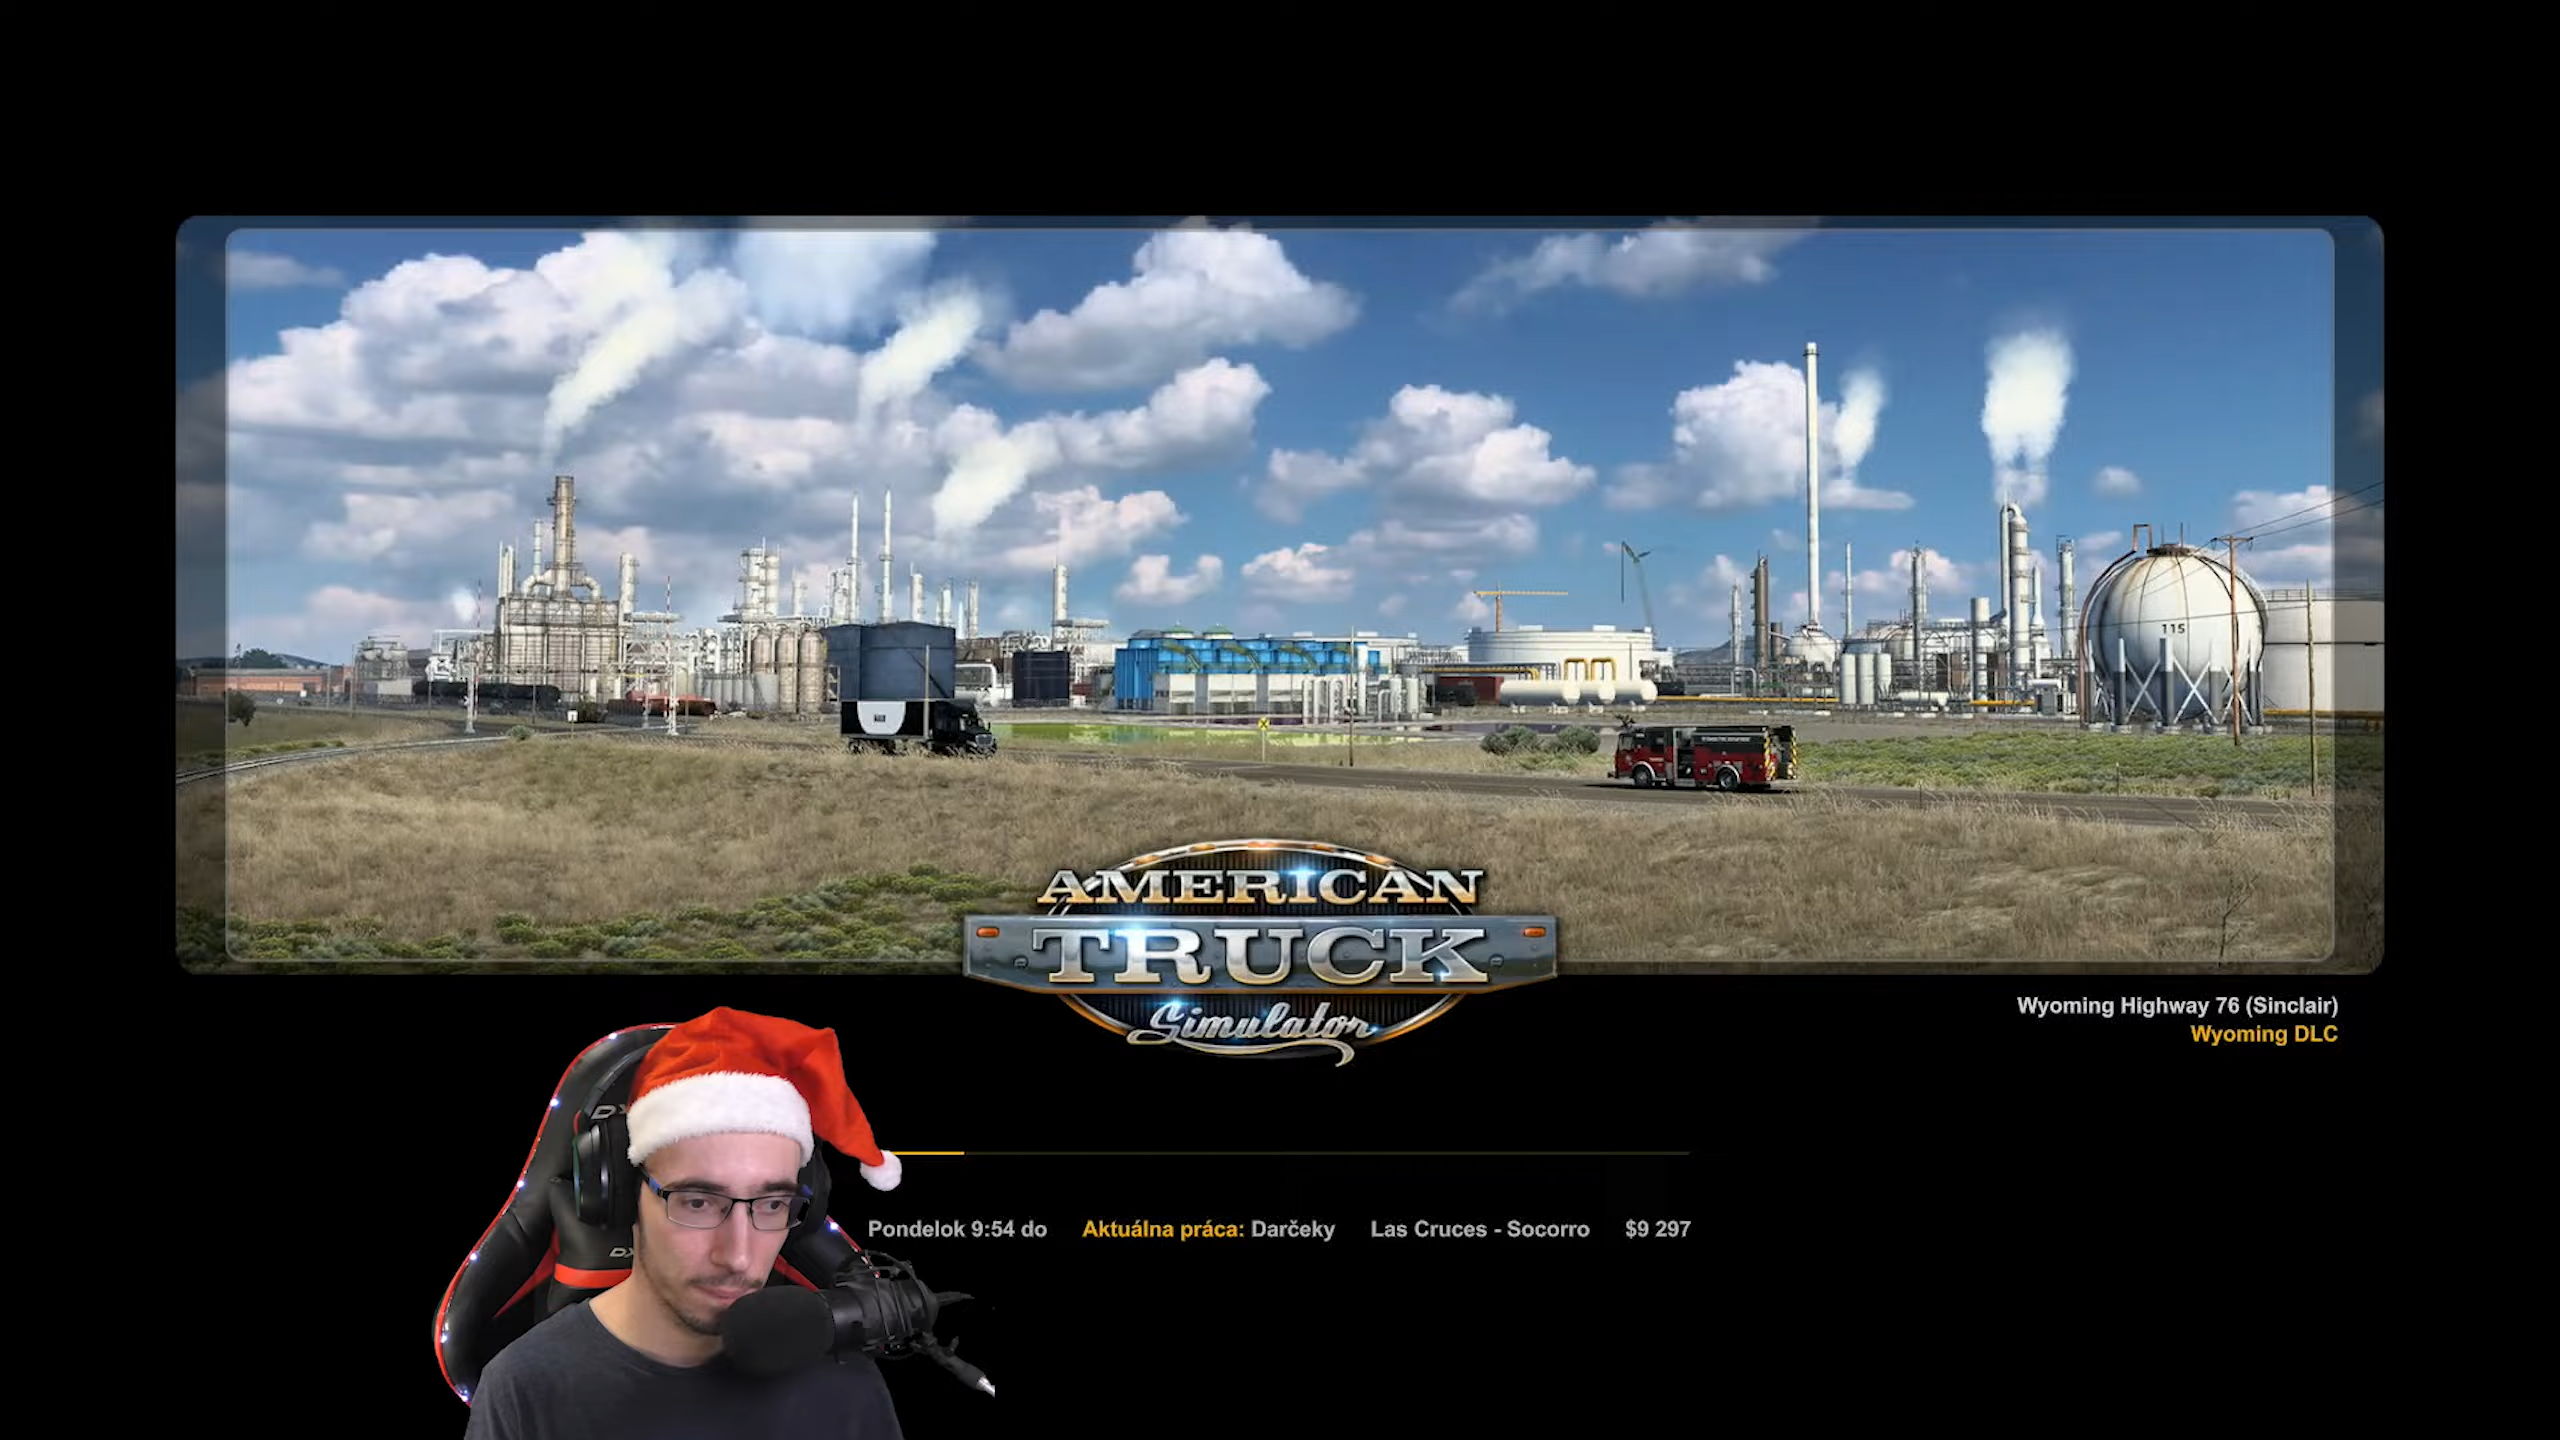 115
AMERICAN
TRUCK
Simulator
Wyoming Highway 76 (Sinclair)
Wyoming DLC
Pondelok 9:54 do Aktuálna práca: Darčeky Las Cruces - Socorro $9 297